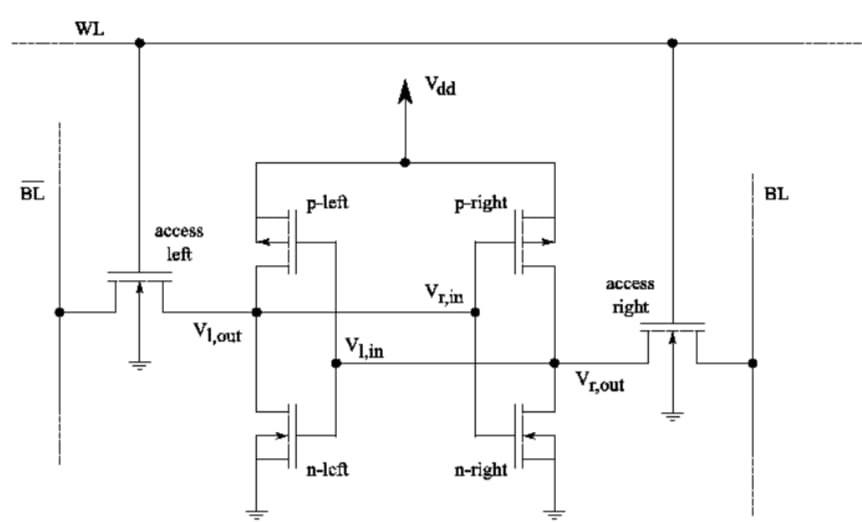 WL
Vdd
BL
p-left
p-right
BL
access
left
access
right
Vr,in
Vl,out
Vl,in
Vr,out
n-left
n-right